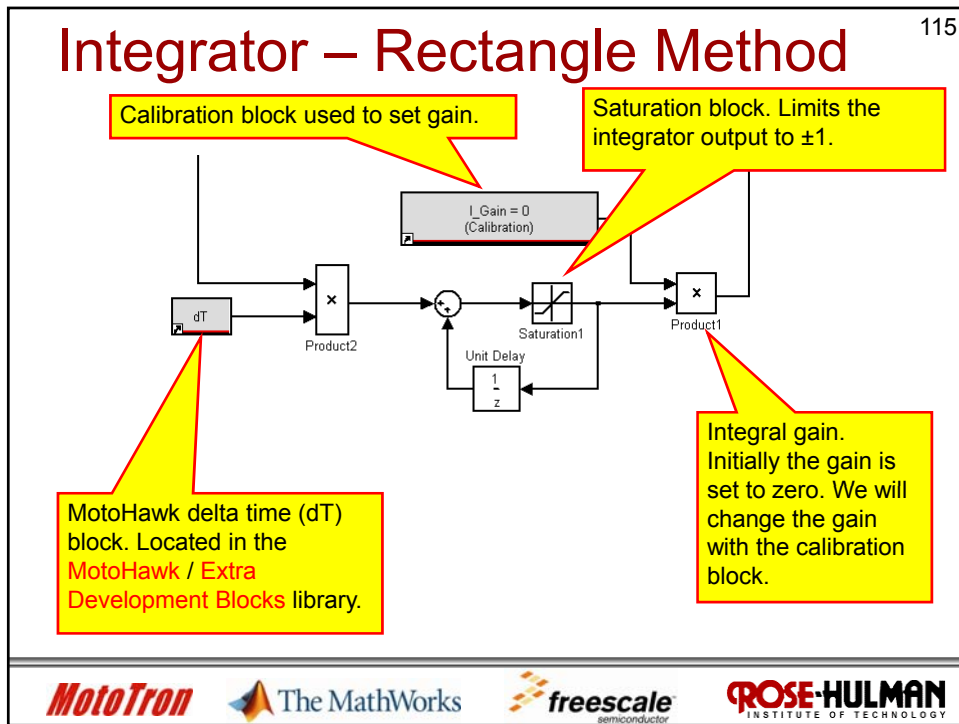 115
Integrator – Rectangle Method
Calibration block used to set gain.
Saturation block. Limits the
integrator output to ±1.
I_Gain = 0
(Calibration)
dT
×
Product2
+
+
Saturation1
×
Product1
Unit Delay
1
z
MotoHawk delta time (dT)
block. Located in the
MotoHawk / Extra
Development Blocks library.
Integral gain.
Initially the gain is
set to zero. We will
change the gain
with the calibration
block.
MotoTron
The MathWorks
freescale
semiconductor
ROSE-HULMAN
INSTITUTE OF TECHNOLOGY